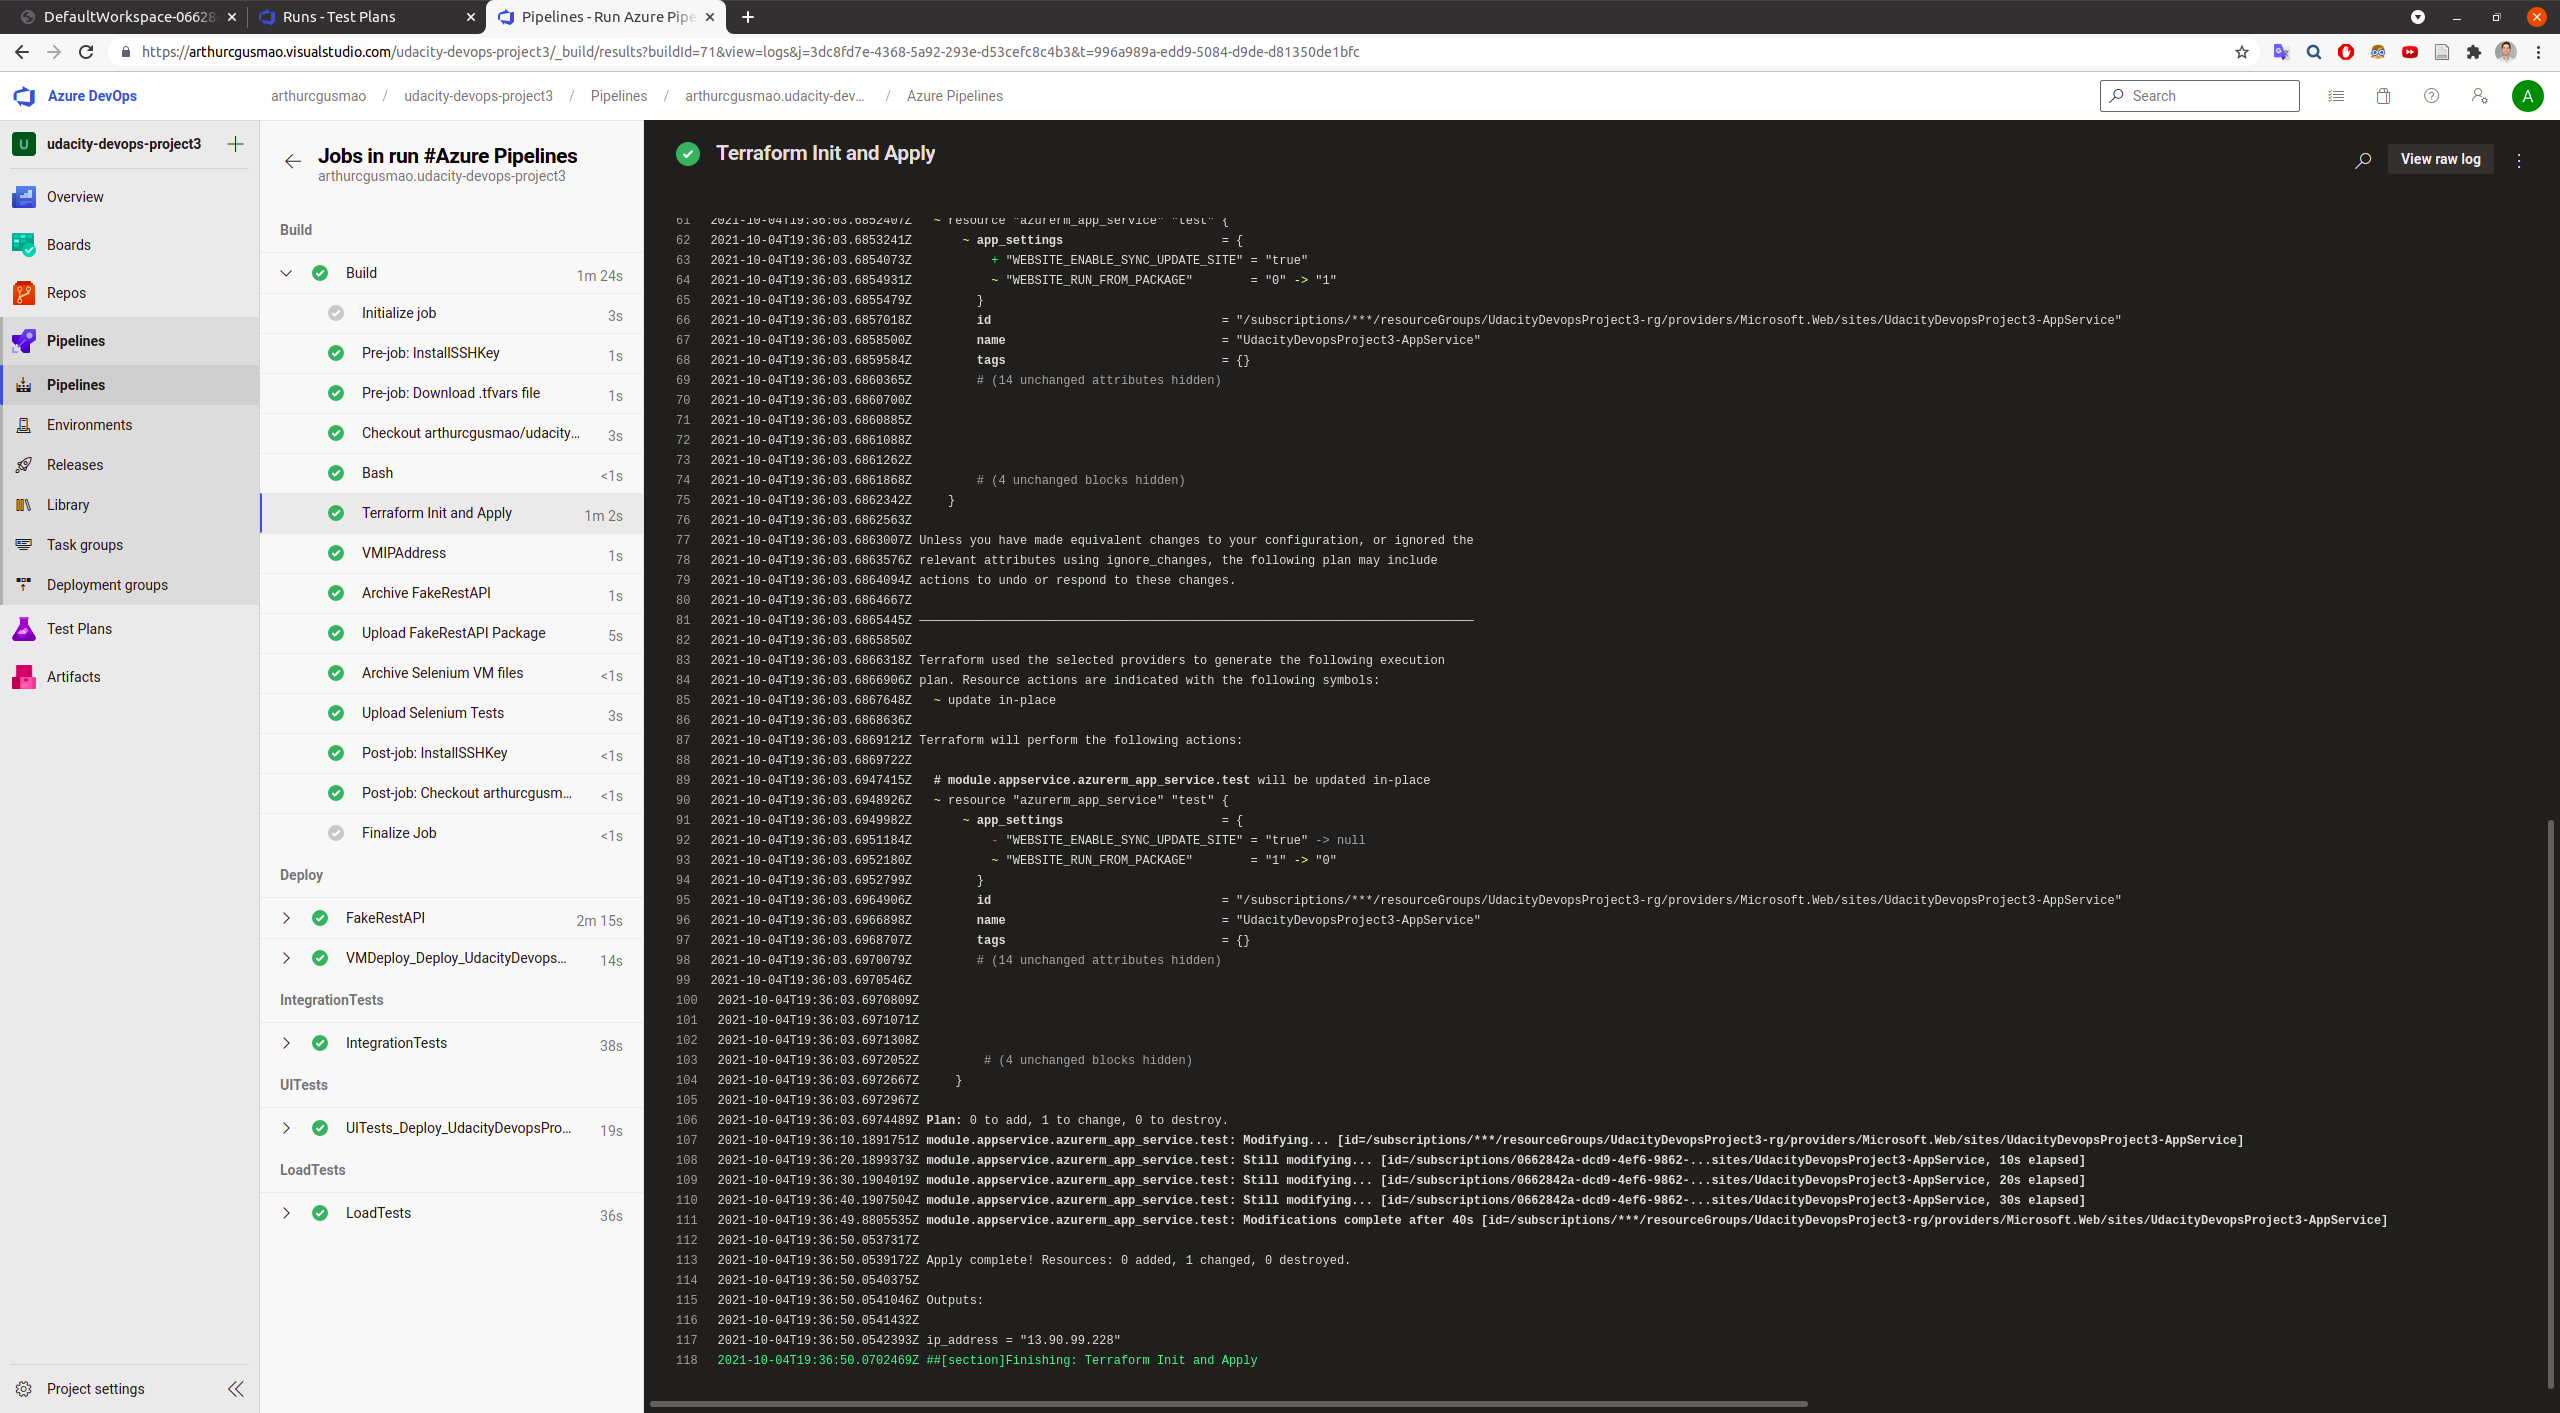 DefaultWorkspace-06628
Runs - Test Plans
Pipelines - Run Azure Pipe
https://arthurcgusmao.visualstudio.com/udacity-devops-project3/_build/results?buildId=71&view=logs&j=3dc8fd7e-4368-5a92-293e-d53cefc8c4b3&t=996a989a-edd9-5084-d9de-d81350de1bfc
Azure DevOps
arthurcgusmao / udacity-devops-project3 / Pipelines / arthurcgusmao.udacity-dev... / Azure Pipelines
Search
A
U udacity-devops-project3
Overview
Boards
Repos
Pipelines
Pipelines
Environments
Releases
Library
Task groups
Deployment groups
Test Plans
Artifacts
Project settings
Jobs in run #Azure Pipelines
arthurcgusmao.udacity-devops-project3
Build
Build 1m 24s
Initialize job 3s
Pre-job: InstallSSHKey 1s
Pre-job: Download .tfvars file 1s
Checkout arthurcgusmao/udacity... 3s
Bash <1s
Terraform Init and Apply 1m 2s
VMIPAddress 1s
Archive FakeRestAPI 1s
Upload FakeRestAPI Package 5s
Archive Selenium VM files <1s
Upload Selenium Tests 3s
Post-job: InstallSSHKey <1s
Post-job: Checkout arthurcgusm... <1s
Finalize Job <1s
Deploy
FakeRestAPI 2m 15s
VMDeploy_Deploy_UdacityDevops... 14s
IntegrationTests
IntegrationTests 38s
UITests
UITests_Deploy_UdacityDevopsPro... 19s
LoadTests
LoadTests 36s
Terraform Init and Apply
View raw log
61 2021-10-04T19:36:03.6852407Z ~ resource "azurerm_app_service" "test" {
62 2021-10-04T19:36:03.6853241Z ~ app_settings = {
63 2021-10-04T19:36:03.6854073Z + "WEBSITE_ENABLE_SYNC_UPDATE_SITE" = "true"
64 2021-10-04T19:36:03.6854931Z ~ "WEBSITE_RUN_FROM_PACKAGE" = "0" -> "1"
65 2021-10-04T19:36:03.6855479Z }
66 2021-10-04T19:36:03.6857018Z id = "/subscriptions/***/resourceGroups/UdacityDevopsProject3-rg/providers/Microsoft.Web/sites/UdacityDevopsProject3-AppService"
67 2021-10-04T19:36:03.6858500Z name = "UdacityDevopsProject3-AppService"
68 2021-10-04T19:36:03.6859584Z tags = {}
69 2021-10-04T19:36:03.6860365Z # (14 unchanged attributes hidden)
70 2021-10-04T19:36:03.6860700Z
71 2021-10-04T19:36:03.6860885Z
72 2021-10-04T19:36:03.6861088Z
73 2021-10-04T19:36:03.6861262Z
74 2021-10-04T19:36:03.6861868Z # (4 unchanged blocks hidden)
75 2021-10-04T19:36:03.6862342Z }
76 2021-10-04T19:36:03.6862563Z
77 2021-10-04T19:36:03.6863007Z Unless you have made equivalent changes to your configuration, or ignored the
78 2021-10-04T19:36:03.6863576Z relevant attributes using ignore_changes, the following plan may include
79 2021-10-04T19:36:03.6864094Z actions to undo or respond to these changes.
80 2021-10-04T19:36:03.6864667Z
81 2021-10-04T19:36:03.6865445Z ─────────────────────────────────────────────────────────────────────────────
82 2021-10-04T19:36:03.6865850Z
83 2021-10-04T19:36:03.6866318Z Terraform used the selected providers to generate the following execution
84 2021-10-04T19:36:03.6866906Z plan. Resource actions are indicated with the following symbols:
85 2021-10-04T19:36:03.6867648Z ~ update in-place
86 2021-10-04T19:36:03.6868636Z
87 2021-10-04T19:36:03.6869121Z Terraform will perform the following actions:
88 2021-10-04T19:36:03.6869722Z
89 2021-10-04T19:36:03.6947415Z # module.appservice.azurerm_app_service.test will be updated in-place
90 2021-10-04T19:36:03.6948926Z ~ resource "azurerm_app_service" "test" {
91 2021-10-04T19:36:03.6949982Z ~ app_settings = {
92 2021-10-04T19:36:03.6951184Z - "WEBSITE_ENABLE_SYNC_UPDATE_SITE" = "true" -> null
93 2021-10-04T19:36:03.6952180Z ~ "WEBSITE_RUN_FROM_PACKAGE" = "1" -> "0"
94 2021-10-04T19:36:03.6952799Z }
95 2021-10-04T19:36:03.6964906Z id = "/subscriptions/***/resourceGroups/UdacityDevopsProject3-rg/providers/Microsoft.Web/sites/UdacityDevopsProject3-AppService"
96 2021-10-04T19:36:03.6966898Z name = "UdacityDevopsProject3-AppService"
97 2021-10-04T19:36:03.6968707Z tags = {}
98 2021-10-04T19:36:03.6970079Z # (14 unchanged attributes hidden)
99 2021-10-04T19:36:03.6970546Z
100 2021-10-04T19:36:03.6970809Z
101 2021-10-04T19:36:03.6971071Z
102 2021-10-04T19:36:03.6971308Z
103 2021-10-04T19:36:03.6972052Z # (4 unchanged blocks hidden)
104 2021-10-04T19:36:03.6972667Z }
105 2021-10-04T19:36:03.6972967Z
106 2021-10-04T19:36:03.6974489Z Plan: 0 to add, 1 to change, 0 to destroy.
107 2021-10-04T19:36:10.1891751Z module.appservice.azurerm_app_service.test: Modifying... [id=/subscriptions/***/resourceGroups/UdacityDevopsProject3-rg/providers/Microsoft.Web/sites/UdacityDevopsProject3-AppService]
108 2021-10-04T19:36:20.1899373Z module.appservice.azurerm_app_service.test: Still modifying... [id=/subscriptions/0662842a-dcd9-4ef6-9862-...sites/UdacityDevopsProject3-AppService, 10s elapsed]
109 2021-10-04T19:36:30.1904019Z module.appservice.azurerm_app_service.test: Still modifying... [id=/subscriptions/0662842a-dcd9-4ef6-9862-...sites/UdacityDevopsProject3-AppService, 20s elapsed]
110 2021-10-04T19:36:40.1907504Z module.appservice.azurerm_app_service.test: Still modifying... [id=/subscriptions/0662842a-dcd9-4ef6-9862-...sites/UdacityDevopsProject3-AppService, 30s elapsed]
111 2021-10-04T19:36:49.8805535Z module.appservice.azurerm_app_service.test: Modifications complete after 40s [id=/subscriptions/***/resourceGroups/UdacityDevopsProject3-rg/providers/Microsoft.Web/sites/UdacityDevopsProject3-AppService]
112 2021-10-04T19:36:50.0537317Z
113 2021-10-04T19:36:50.0539172Z Apply complete! Resources: 0 added, 1 changed, 0 destroyed.
114 2021-10-04T19:36:50.0540375Z
115 2021-10-04T19:36:50.0541046Z Outputs:
116 2021-10-04T19:36:50.0541432Z
117 2021-10-04T19:36:50.0542393Z ip_address = "13.90.99.228"
118 2021-10-04T19:36:50.0702469Z ##[section]Finishing: Terraform Init and Apply